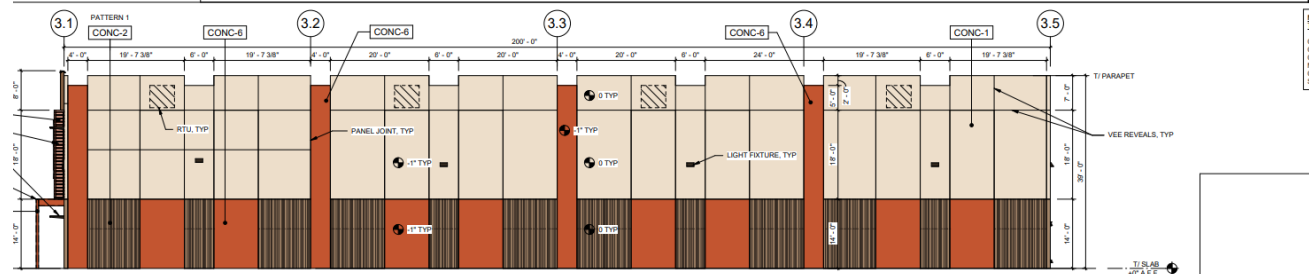 3.1
3.2
3.3
3.4
3.5
PATTERN 1
CONC-2
CONC-6
CONC-6
CONC-6
CONC-1
200' - 0"
4' - 0"
19' - 7 3/8"
6' - 0"
19' - 7 3/8"
4' - 0"
20' - 0"
6' - 0"
20' - 0"
4' - 0"
20' - 0"
6' - 0"
24' - 0"
19' - 7 3/8"
6' - 0"
19' - 7 3/8"
T/ PARAPET
8' - 0"
18' - 0"
14' - 0"
RTU, TYP
PANEL JOINT, TYP
0 TYP
-1" TYP
-1" TYP
0 TYP
LIGHT FIXTURE, TYP
-1" TYP
0 TYP
5' - 0"
2' - 0"
18' - 0"
14' - 0"
7' - 0"
18' - 0"
14' - 0"
39' - 0"
VEE REVEALS, TYP
T/ SLAB